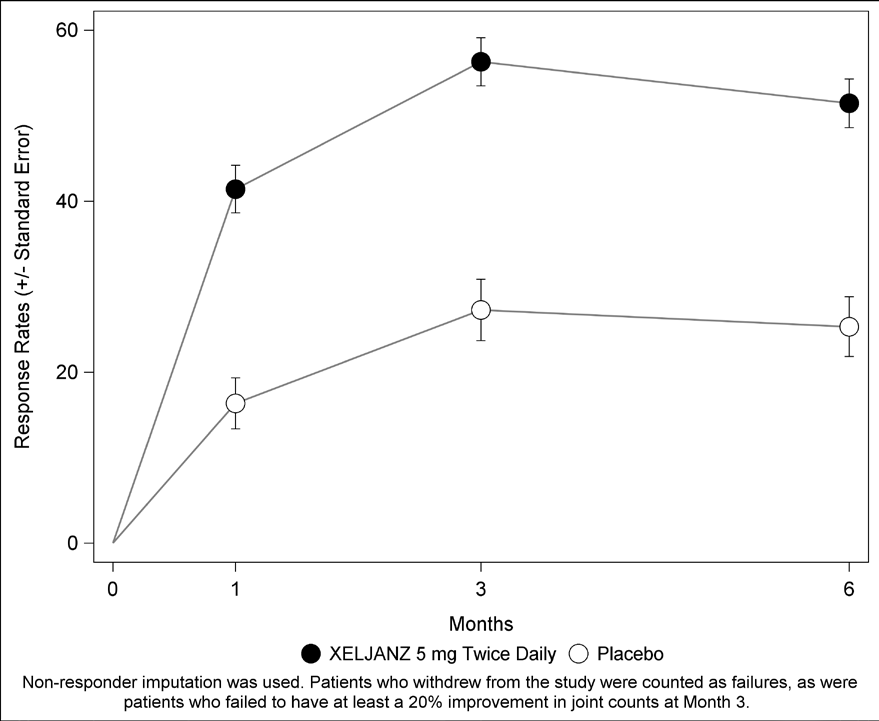 60
40
20
0
Response Rates (+/- Standard Error)
0 1 3 6
Months
XELJANZ 5 mg Twice Daily Placebo
Non-responder imputation was used. Patients who withdrew from the study were counted as failures, as were
patients who failed to have at least a 20% improvement in joint counts at Month 3.